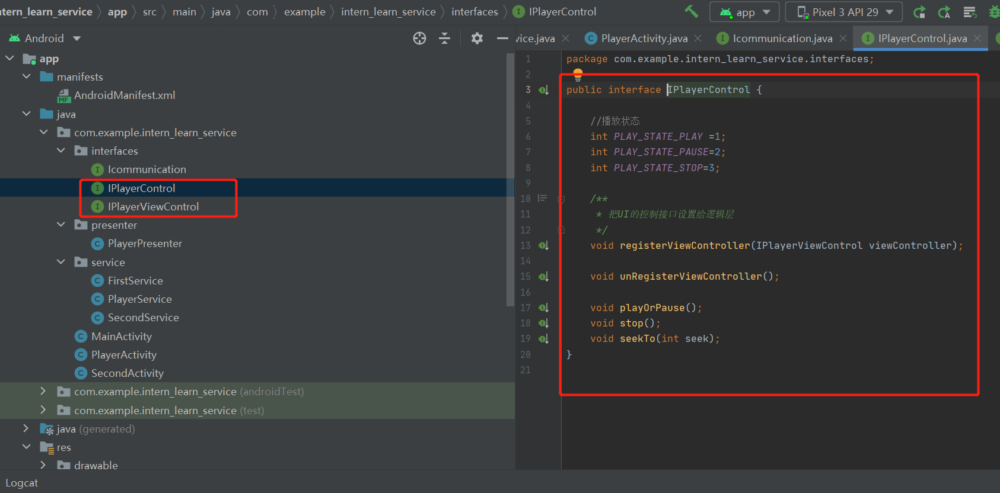 ntern_learn_service 〉 app 〉 src 〉 main 〉 java 〉 com 〉 example 〉 intern_learn_service 〉 interfaces 〉 I IPlayerControl
app
Pixel 3 API 29
Android
vice.java
C PlayerActivity.java
I Icommunication.java
I IPlayerControl.java
app
manifests
MF AndroidManifest.xml
java
com.example.intern_learn_service
interfaces
I Icommunication
I IPlayerControl
I IPlayerViewControl
presenter
C PlayerPresenter
service
C FirstService
C PlayerService
C SecondService
C MainActivity
C PlayerActivity
C SecondActivity
com.example.intern_learn_service (androidTest)
com.example.intern_learn_service (test)
java (generated)
res
drawable
1 package com.example.intern_learn_service.interfaces;
2
3 public interface IPlayerControl {
4
5 //播放状态
6 int PLAY_STATE_PLAY =1;
7 int PLAY_STATE_PAUSE=2;
8 int PLAY_STATE_STOP=3;
9
10 /**
11 * 把UI的控制接口设置给逻辑层
12 */
13 void registerViewController(IPlayerViewControl viewController);
14
15 void unRegisterViewController();
16
17 void playOrPause();
18 void stop();
19 void seekTo(int seek);
20 }
21
Logcat